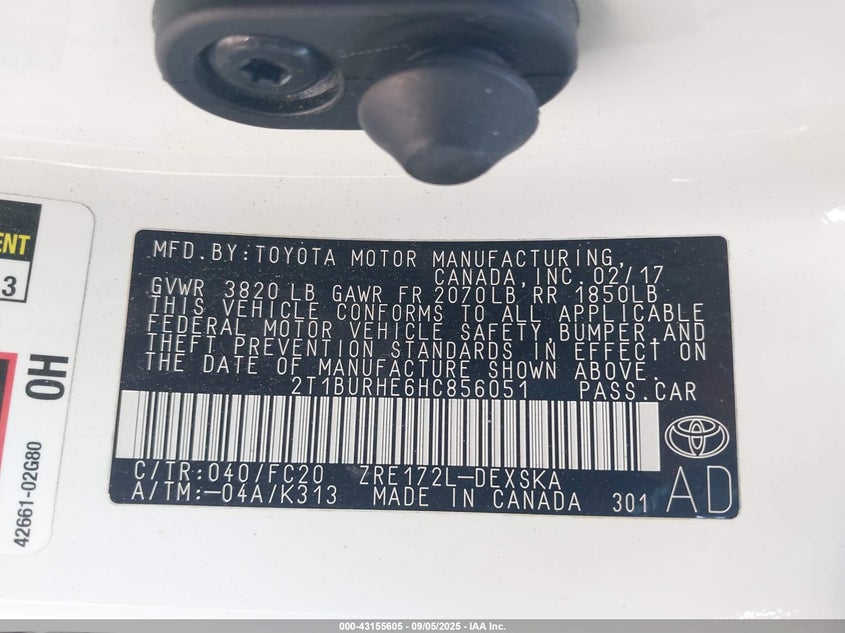 ENT
3
OH
42661-02G80
MFD.BY:TOYOTA MOTOR MANUFACTURING,
CANADA,INC. 02/17
GVWR 3820 LB GAWR FR 2070LB RR 1850LB
THIS VEHICLE CONFORMS TO ALL APPLICABLE
FEDERAL MOTOR VEHICLE SAFETY,BUMPER,AND
THEFT PREVENTION STANDARDS IN EFFECT ON
THE DATE OF MANUFACTURE SHOWN ABOVE.
2T1BURHE6HC856051 PASS.CAR
C/TR:040/FC20 ZRE172L-DEXSKA
A/TM:-04A/K313 MADE IN CANADA 301 AD
000-43155605 - 09/05/2025 - IAA Inc.